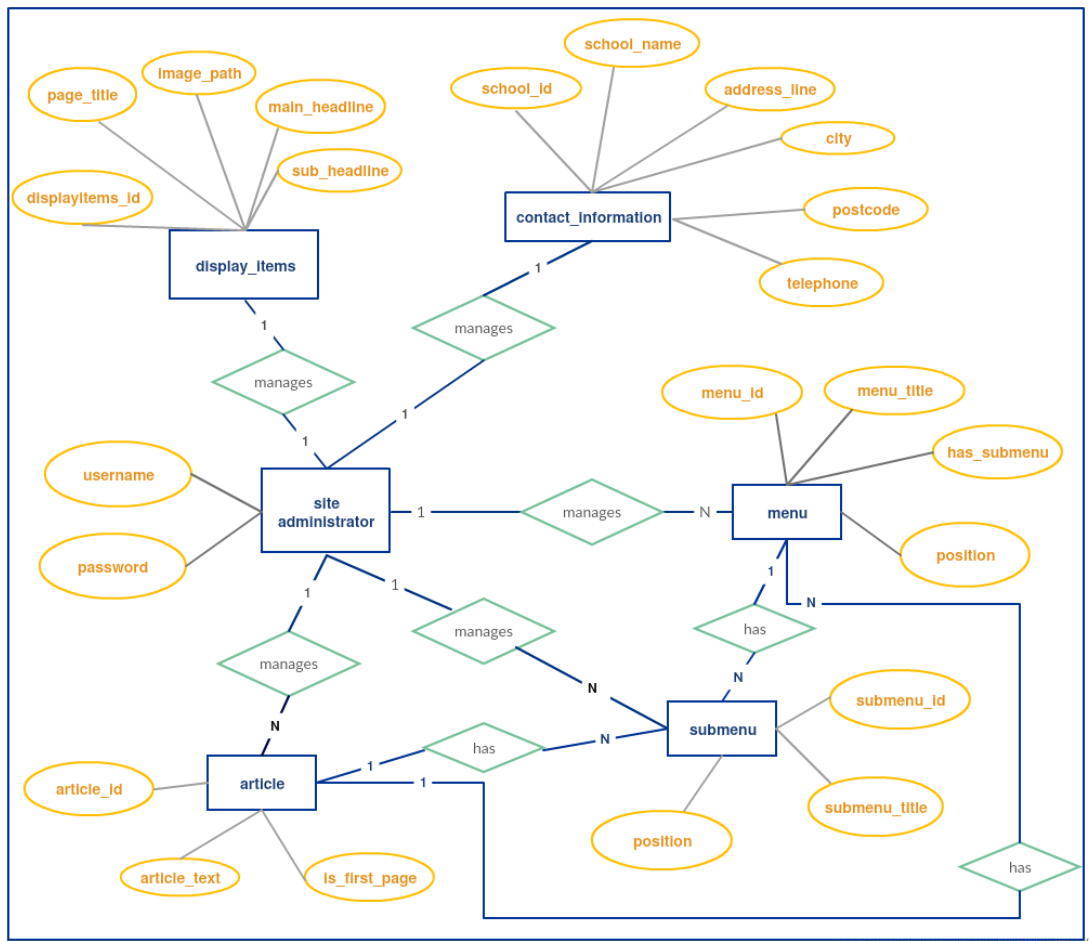 school_name
image_path
school_id
address_line
page_title
main_headline
city
sub_headline
displayItems_id
postcode
contact_information
display_items
1
telephone
1
manages
manages
menu_id
menu_title
1
1
has_submenu
username
site
administrator
1
manages
N
menu
position
password
1
1
1
N
manages
has
manages
N
N
submenu_id
N
submenu
N
has
1
article
1
article_id
submenu_title
position
has
article_text
is_first_page